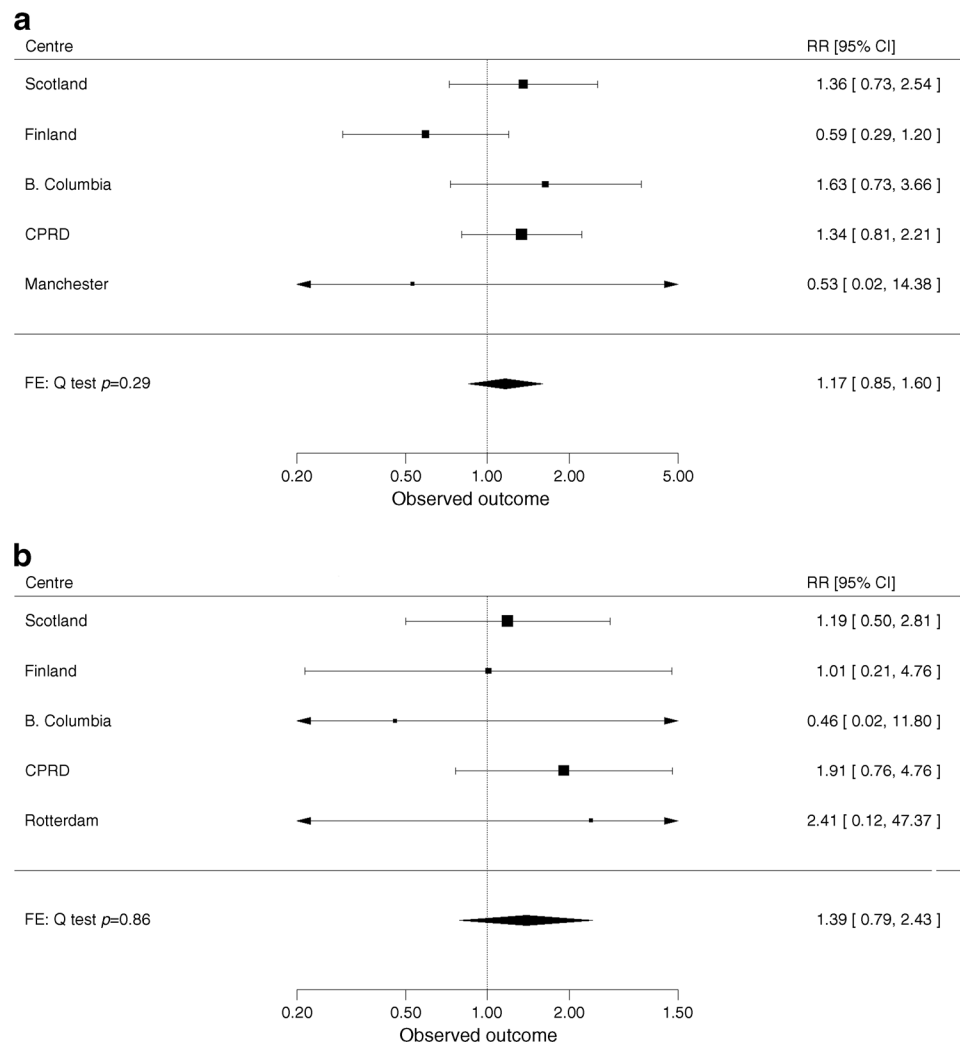 a
Centre RR [95% CI]
Scotland 1.36 [ 0.73, 2.54 ]
Finland 0.59 [ 0.29, 1.20 ]
B. Columbia 1.63 [ 0.73, 3.66 ]
CPRD 1.34 [ 0.81, 2.21 ]
Manchester 0.53 [ 0.02, 14.38 ]
FE: Q test p=0.29 1.17 [ 0.85, 1.60 ]
0.20 0.50 1.00 2.00 5.00
Observed outcome
b
Centre RR [95% CI]
Scotland 1.19 [ 0.50, 2.81 ]
Finland 1.01 [ 0.21, 4.76 ]
B. Columbia 0.46 [ 0.02, 11.80 ]
CPRD 1.91 [ 0.76, 4.76 ]
Rotterdam 2.41 [ 0.12, 47.37 ]
FE: Q test p=0.86 1.39 [ 0.79, 2.43 ]
0.20 0.50 1.00 2.00 1.50
Observed outcome